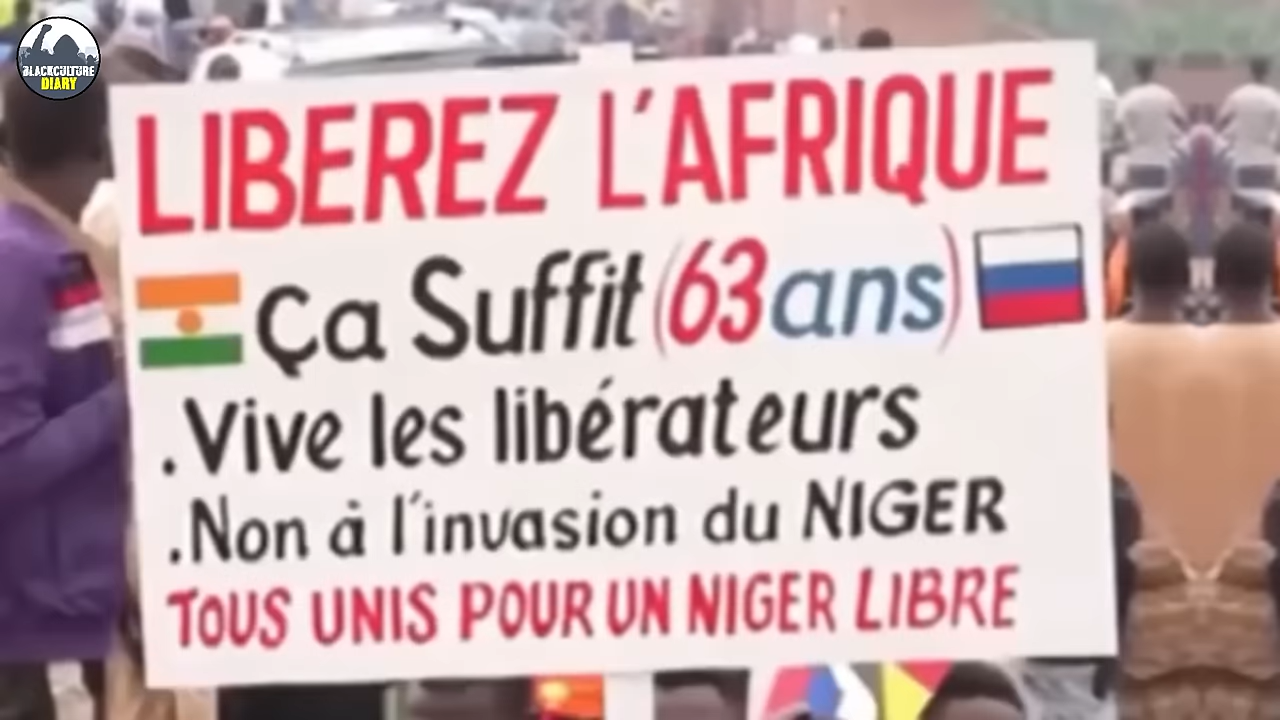 BLACKCULTURE
DIARY
LIBEREZ L'AFRIQUE
Ça Suffit (63 ans)
.Vive les libérateurs
.Non à l'invasion du NIGER
TOUS UNIS POUR UN NIGER LIBRE